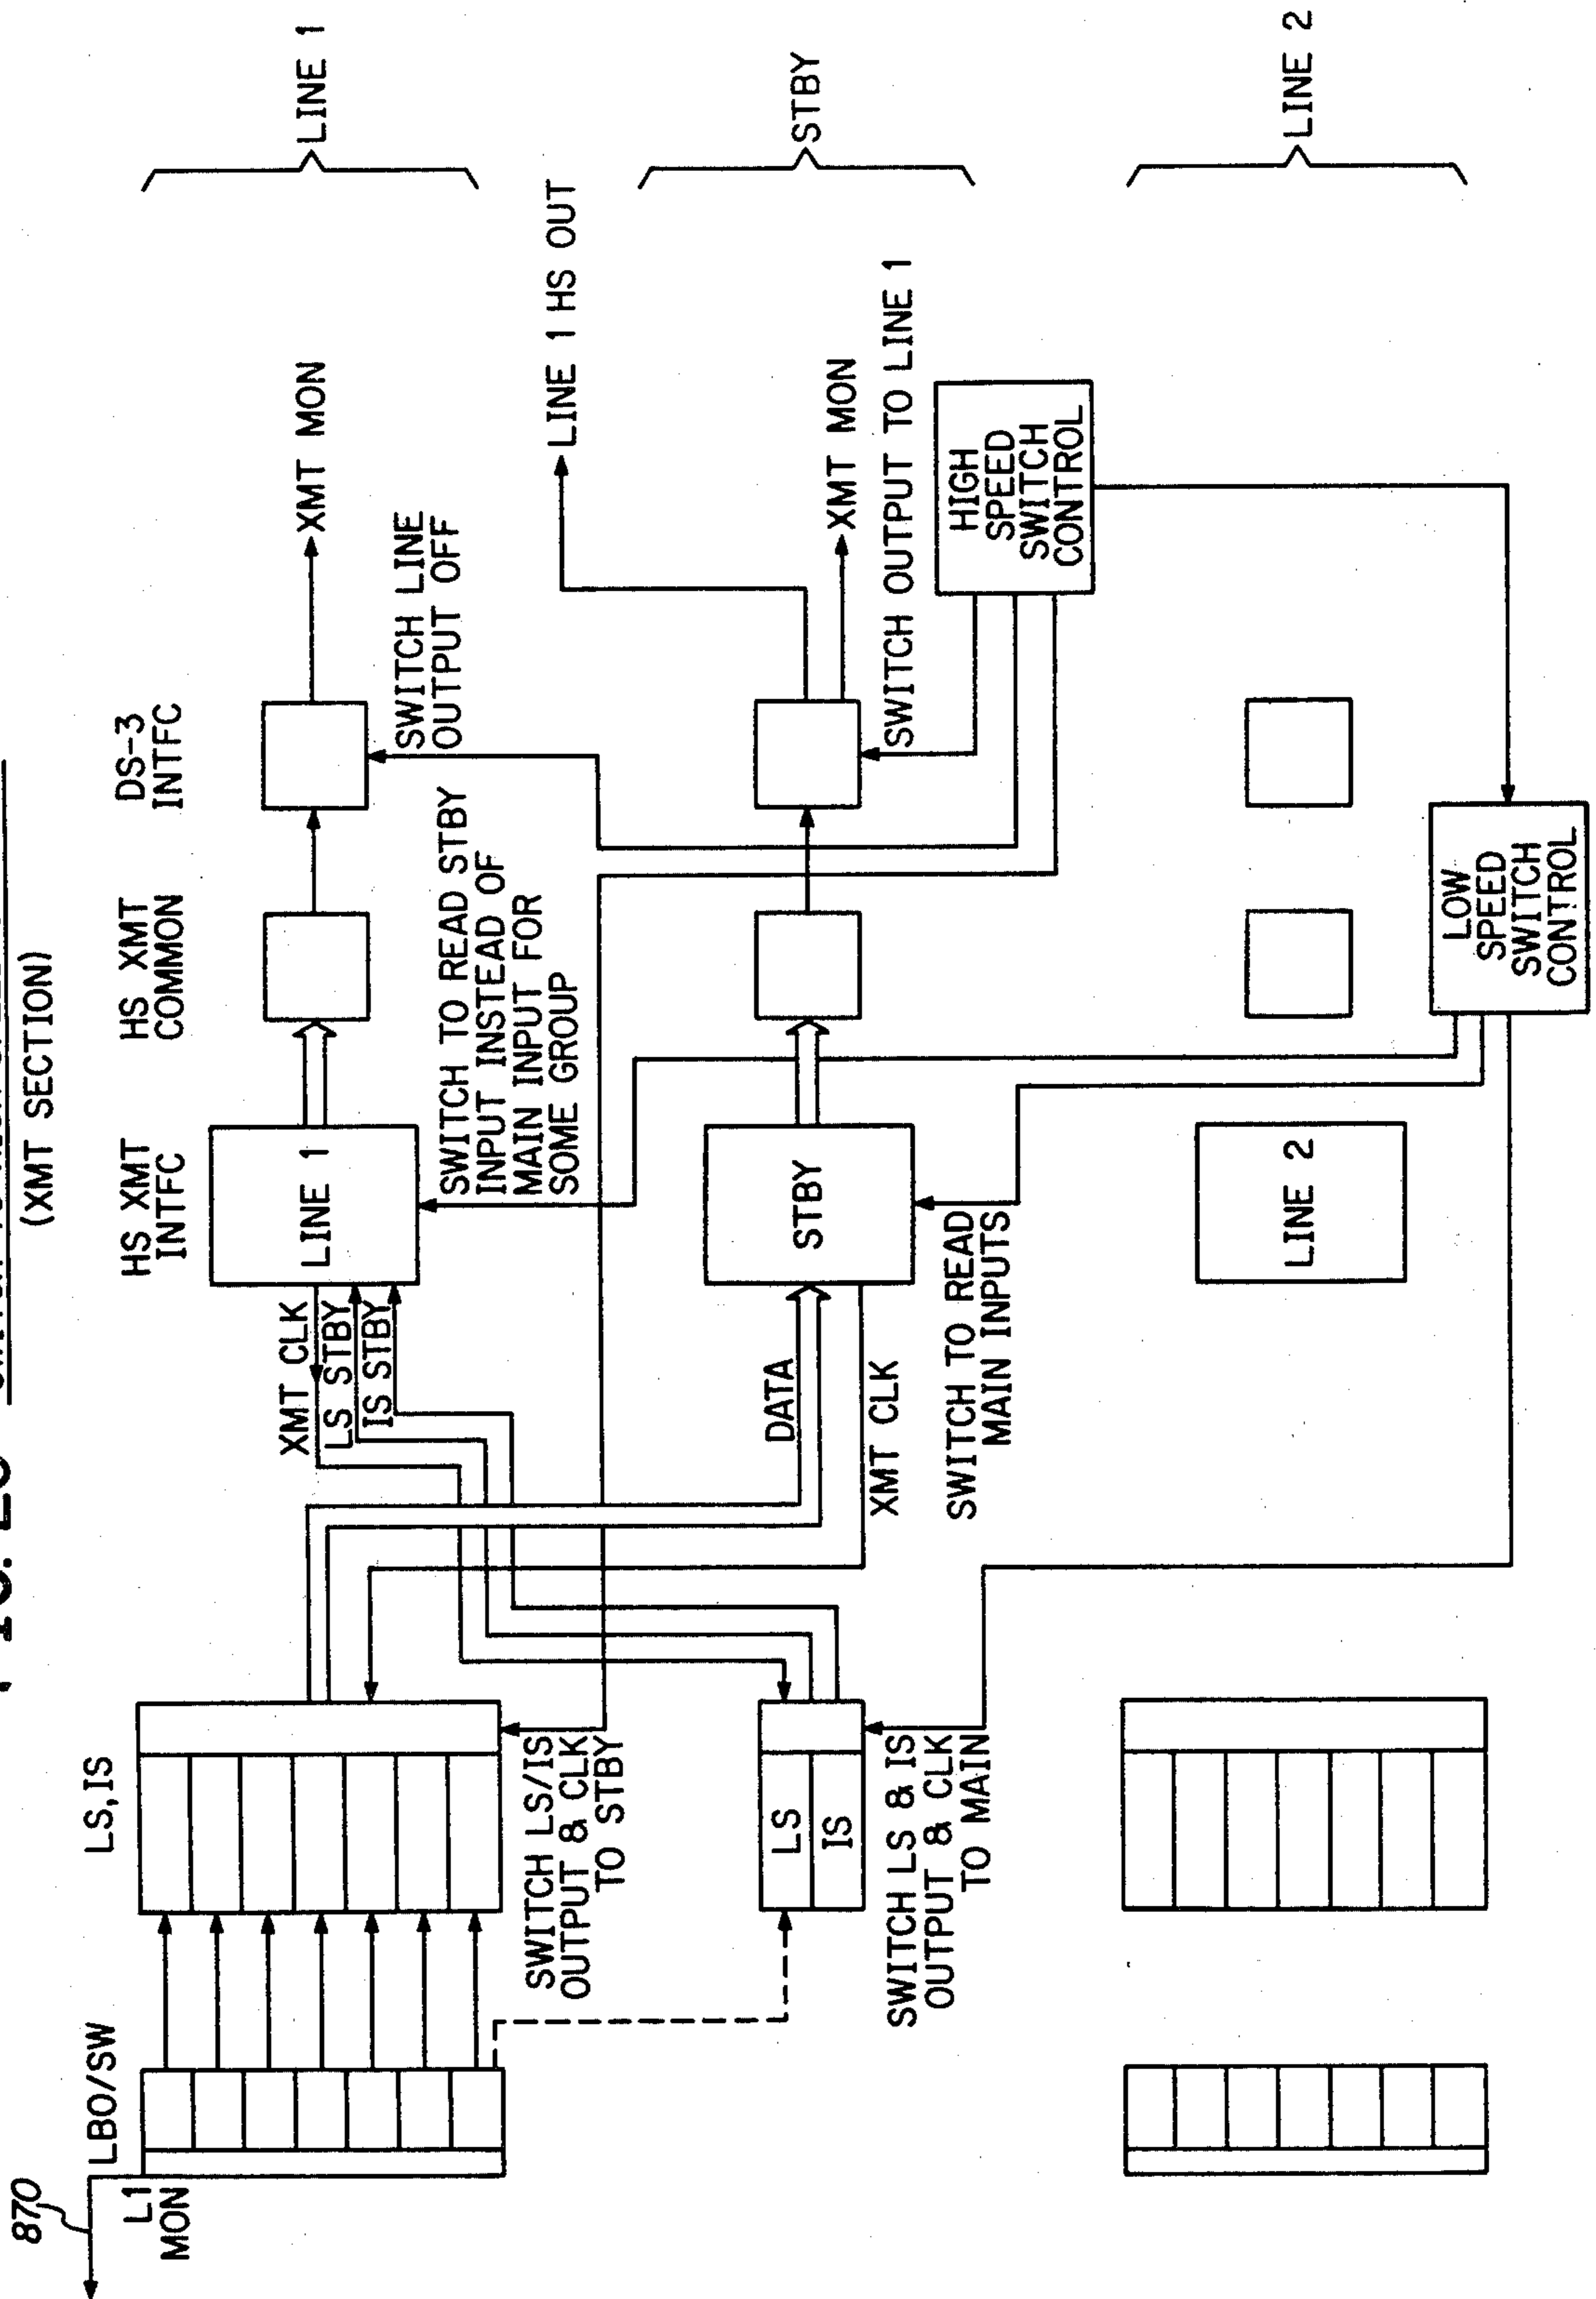 (XMT SECTION)
870
L1
MON
LBO/SW
LS,IS
HS XMT
INTFC
HS XMT
COMMON
DS-3
INTFC
LINE 1
XMT CLK
LS STBY
IS STBY
LINE 1
XMT MON
SWITCH LINE
OUTPUT OFF
SWITCH TO READ STBY
INPUT INSTEAD OF
MAIN INPUT FOR
SOME GROUP
LINE 1 HS OUT
SWITCH LS/IS
OUTPUT & CLK
TO STBY
LS
IS
DATA
XMT CLK
STBY
XMT MON
STBY
SWITCH OUTPUT TO LINE 1
SWITCH LS & IS
OUTPUT & CLK
TO MAIN
SWITCH TO READ
MAIN INPUTS
HIGH
SPEED
SWITCH
CONTROL
LINE 2
LINE 2
LOW
SPEED
SWITCH
CONTROL